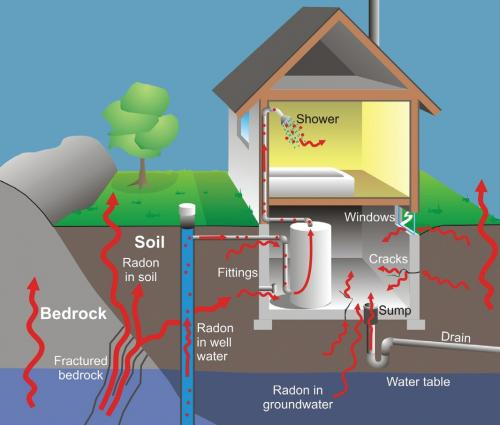 Shower
Windows
Soil
Radon
in soil
Fittings
Cracks
Bedrock
Sump
Radon
in well
water
Drain
Fractured
bedrock
Water table
Radon in
groundwater